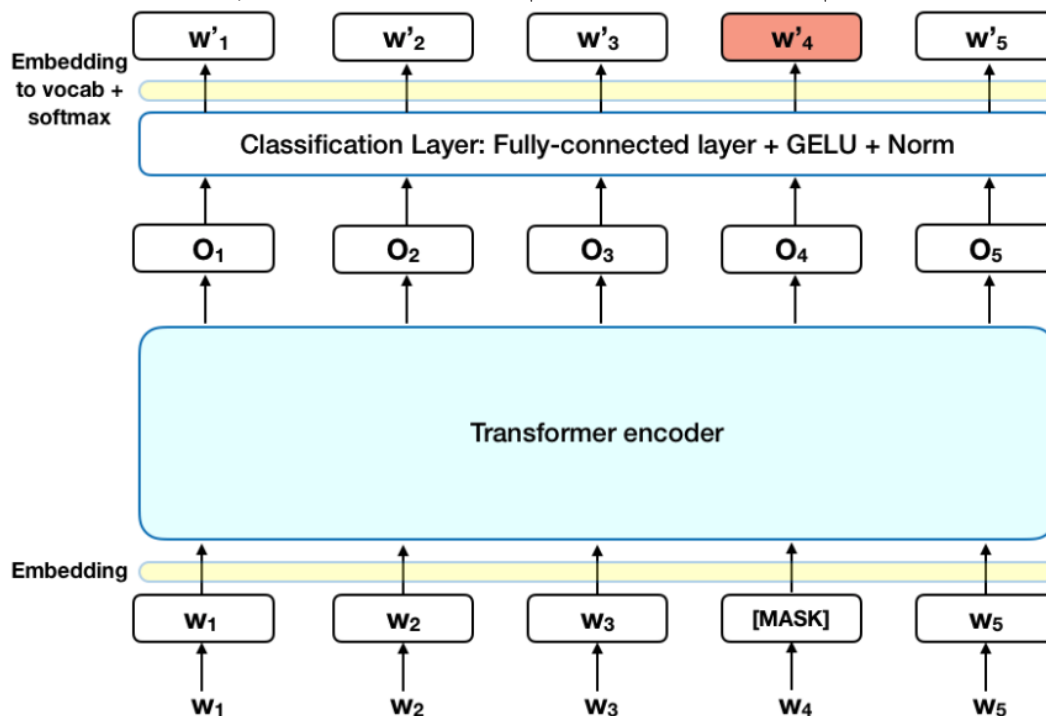 w’1 w’2 w’3 w’4 w’5
Embedding
to vocab +
softmax
Classification Layer: Fully-connected layer + GELU + Norm
O1 O2 O3 O4 O5
Transformer encoder
Embedding
w1 w2 w3 [MASK] w5
w1 w2 w3 w4 w5